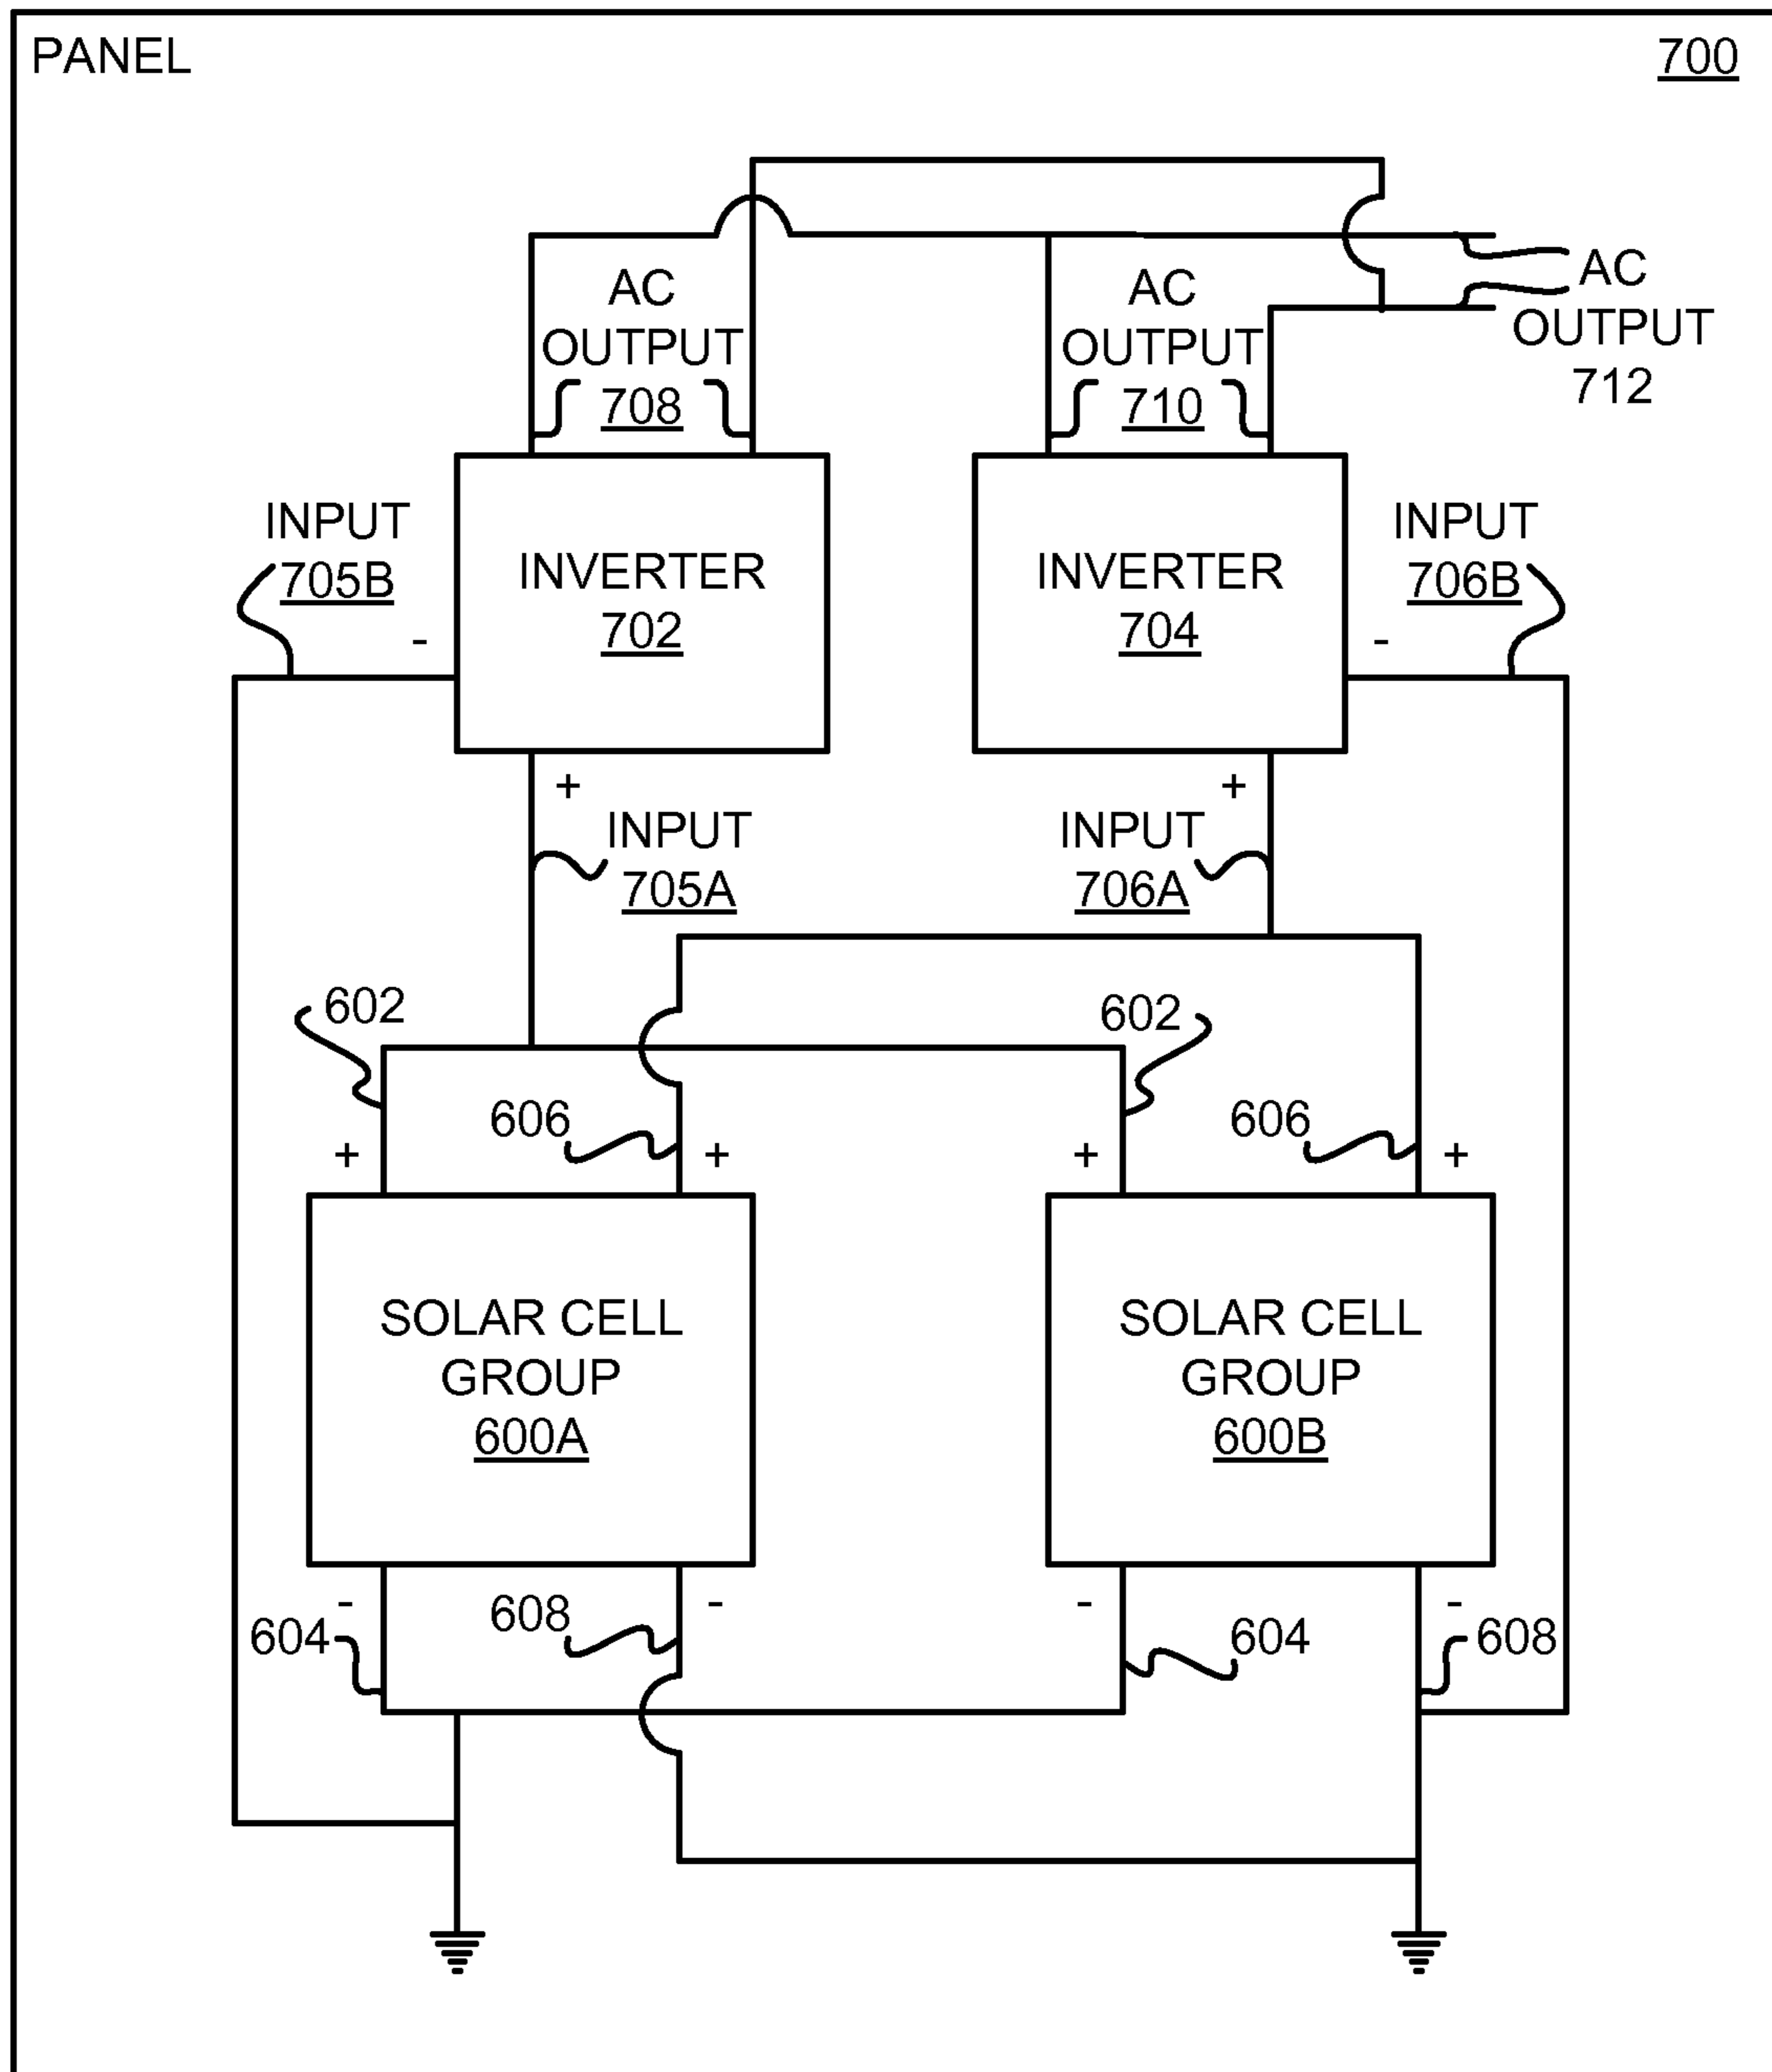 PANEL
700
AC
OUTPUT
708
AC
OUTPUT
710
AC
OUTPUT
712
INPUT
705B
-
INVERTER
702
INVERTER
704
INPUT
706B
-
+
INPUT
705A
+
INPUT
706A
602
602
606
606
+
+
+
+
SOLAR CELL
GROUP
600A
SOLAR CELL
GROUP
600B
-
-
-
-
604
608
604
608